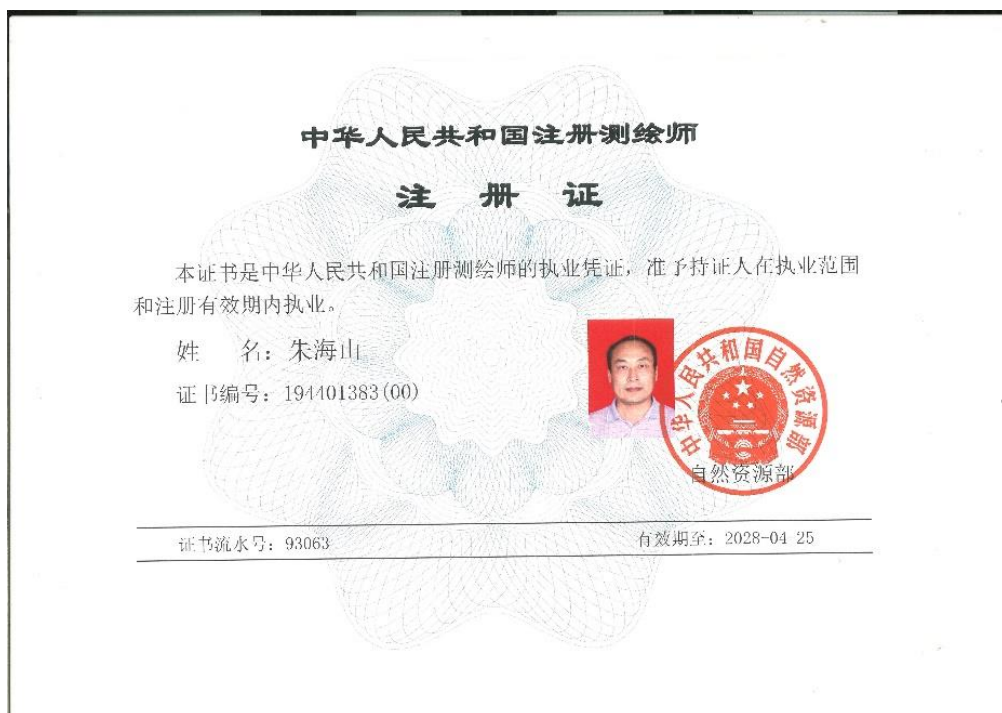 中华人民共和国注册测绘师
注 册 证
本证书是中华人民共和国注册测绘师的执业凭证，准予持证人在执业范围
和注册有效期内执业。
姓 名：朱海山
证书编号：194401383(00)
中华人民共和国自然资源部
自然资源部
证书流水号：93063
有效期至：2028-04 25